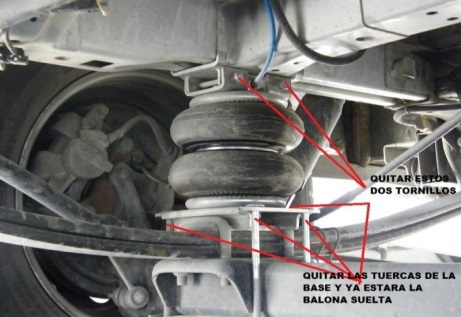 QUITAR ESTOS
DOS TORNILLOS
QUITAR LAS TUERCAS DE LA
BASE Y YA ESTARA LA
BALONA SUELTA